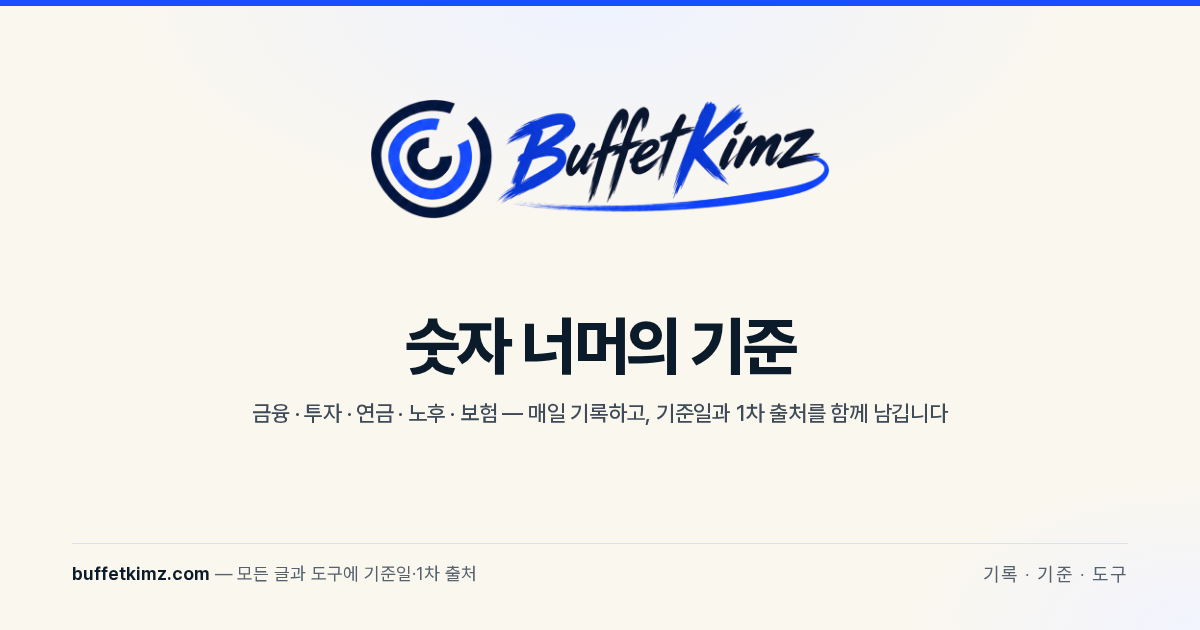 BuffetKimz
숫자 너머의 기준
금융 · 투자 · 연금 · 노후 · 보험 — 매일 기록하고, 기준일과 1차 출처를 함께 남깁니다
buffetkimz.com — 모든 글과 도구에 기준일·1차 출처
기록 · 기준 · 도구